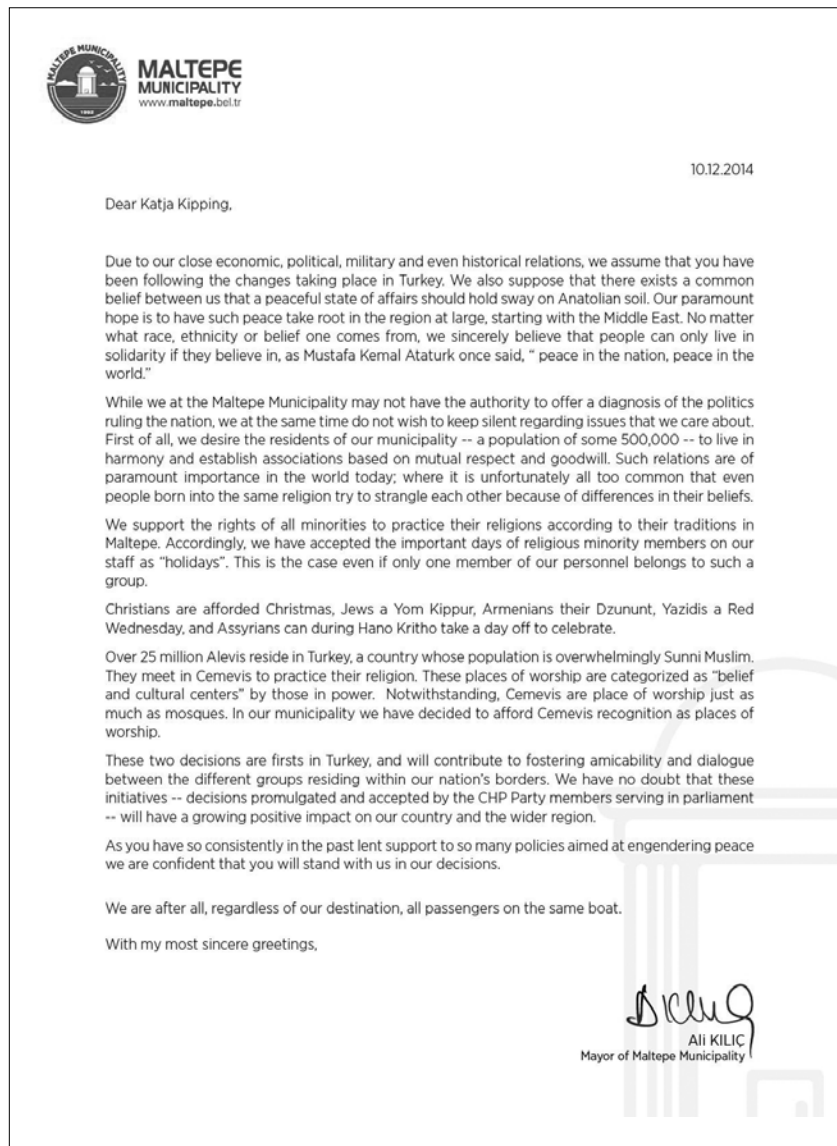 MALTEPE MUNICIPALITY
1992
MALTEPE
MUNICIPALITY
www.maltepe.bel.tr
10.12.2014
Dear Katja Kipping,
Due to our close economic, political, military and even historical relations, we assume that you have
been following the changes taking place in Turkey. We also suppose that there exists a common
belief between us that a peaceful state of affairs should hold sway on Anatolian soil. Our paramount
hope is to have such peace take root in the region at large, starting with the Middle East. No matter
what race, ethnicity or belief one comes from, we sincerely believe that people can only live in
solidarity if they believe in, as Mustafa Kemal Ataturk once said, “ peace in the nation, peace in the
world.”
While we at the Maltepe Municipality may not have the authority to offer a diagnosis of the politics
ruling the nation, we at the same time do not wish to keep silent regarding issues that we care about.
First of all, we desire the residents of our municipality -- a population of some 500,000 -- to live in
harmony and establish associations based on mutual respect and goodwill. Such relations are of
paramount importance in the world today; where it is unfortunately all too common that even
people born into the same religion try to strangle each other because of differences in their beliefs.
We support the rights of all minorities to practice their religions according to their traditions in
Maltepe. Accordingly, we have accepted the important days of religious minority members on our
staff as “holidays”. This is the case even if only one member of our personnel belongs to such a
group.
Christians are afforded Christmas, Jews a Yom Kippur, Armenians their Dzununt, Yazidis a Red
Wednesday, and Assyrians can during Hano Kritho take a day off to celebrate.
Over 25 million Alevis reside in Turkey, a country whose population is overwhelmingly Sunni Muslim.
They meet in Cemevis to practice their religion. These places of worship are categorized as “belief
and cultural centers” by those in power. Notwithstanding, Cemevis are place of worship just as
much as mosques. In our municipality we have decided to afford Cemevis recognition as places of
worship.
These two decisions are firsts in Turkey, and will contribute to fostering amicability and dialogue
between the different groups residing within our nation’s borders. We have no doubt that these
initiatives -- decisions promulgated and accepted by the CHP Party members serving in parliament
-- will have a growing positive impact on our country and the wider region.
As you have so consistently in the past lent support to so many policies aimed at engendering peace
we are confident that you will stand with us in our decisions.
We are after all, regardless of our destination, all passengers on the same boat.
With my most sincere greetings,
Ali KILIÇ
Mayor of Maltepe Municipality